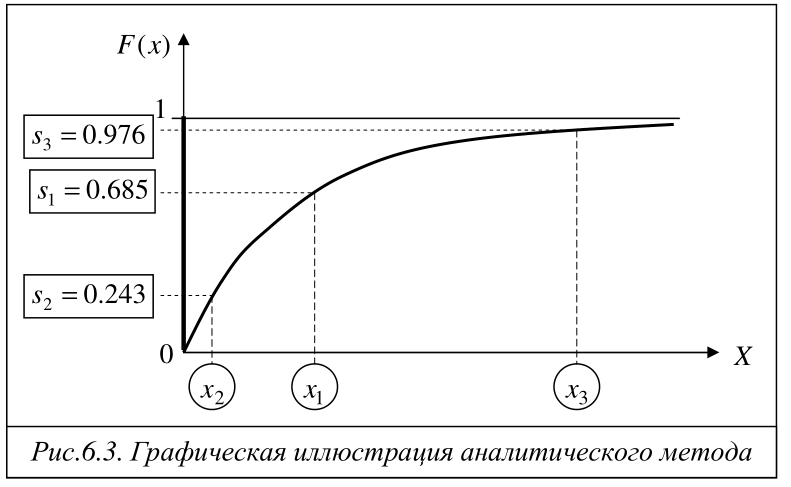 F(x)
1
s₃ = 0.976
s₁ = 0.685
s₂ = 0.243
0
X
x₂
x₁
x₃
Рис.6.3. Графическая иллюстрация аналитического метода